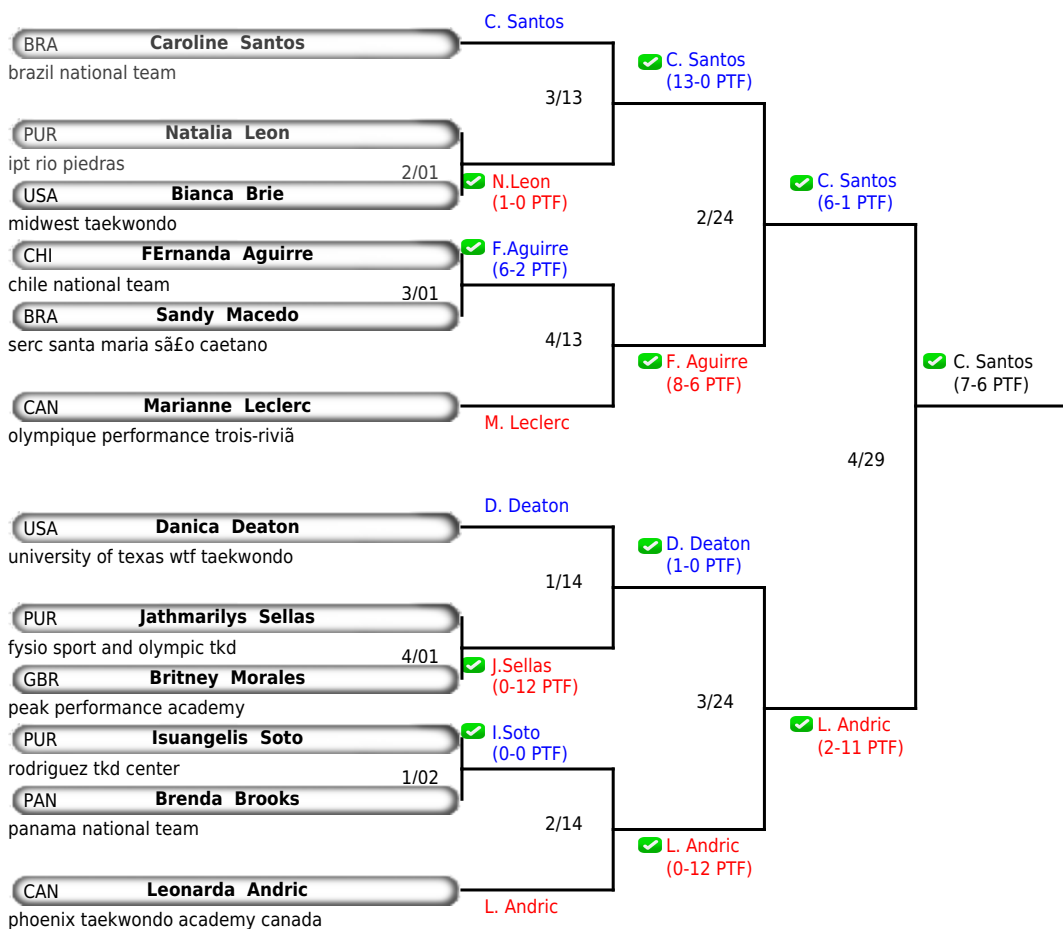 C. Santos
BRA Caroline Santos
brazil national team
C. Santos
(13-0 PTF)
3/13
PUR Natalia Leon
ipt rio piedras
2/01
N.Leon
(1-0 PTF)
USA Bianca Brie
midwest taekwondo
C. Santos
(6-1 PTF)
2/24
CHI FErnanda Aguirre
chile national team
F.Aguirre
(6-2 PTF)
3/01
BRA Sandy Macedo
serc santa maria sã£o caetano
4/13
F. Aguirre
(8-6 PTF)
C. Santos
(7-6 PTF)
CAN Marianne Leclerc
olympique performance trois-riviã
M. Leclerc
4/29
D. Deaton
USA Danica Deaton
university of texas wtf taekwondo
D. Deaton
(1-0 PTF)
1/14
PUR Jathmarilys Sellas
fysio sport and olympic tkd
4/01
J.Sellas
(0-12 PTF)
GBR Britney Morales
peak performance academy
3/24
L. Andric
(2-11 PTF)
PUR Isuangelis Soto
rodriguez tkd center
I.Soto
(0-0 PTF)
1/02
PAN Brenda Brooks
panama national team
2/14
L. Andric
(0-12 PTF)
CAN Leonarda Andric
phoenix taekwondo academy canada
L. Andric